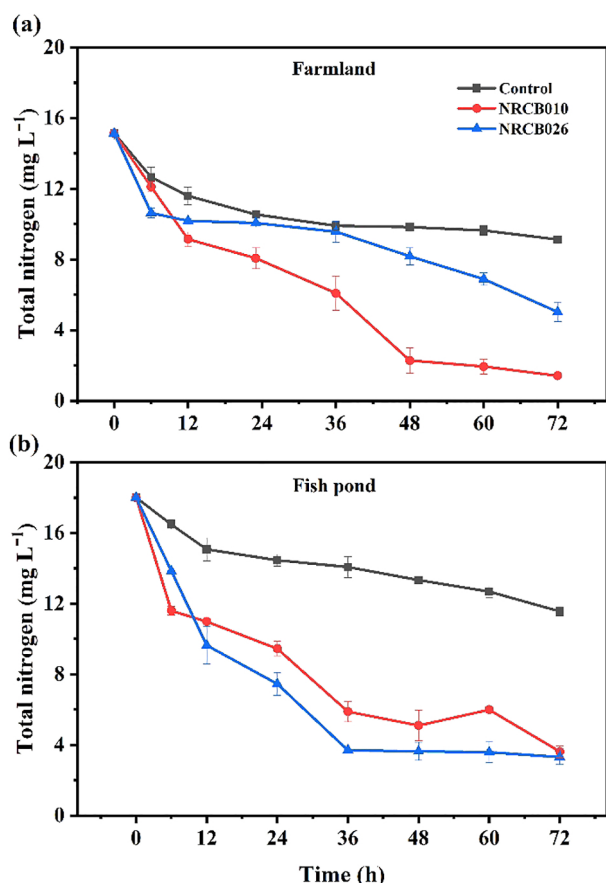 (a)
20
16
12
8
4
0
Total nitrogen (mg L⁻¹)
Farmland
Control
NRCB010
NRCB026
0 12 24 36 48 60 72
(b)
20
16
12
8
4
0
Total nitrogen (mg L⁻¹)
Fish pond
0 12 24 36 48 60 72
Time (h)